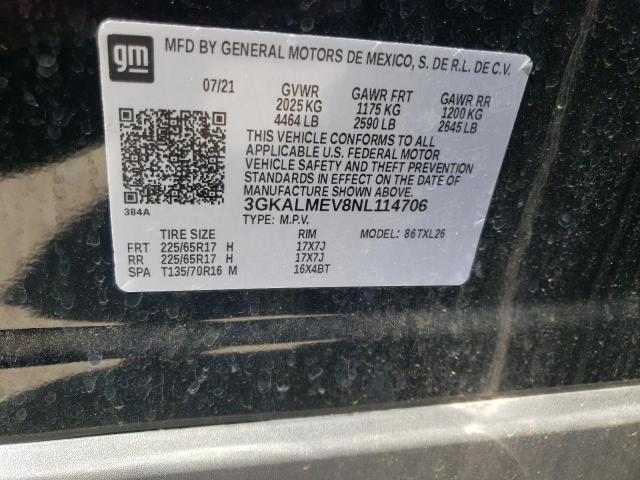 gm
MFD BY GENERAL MOTORS DE MEXICO, S. DE R.L. DE C.V.
07/21 GVWR GAWR FRT GAWR RR
2025 KG 1175 KG 1200 KG
4464 LB 2590 LB 2645 LB
THIS VEHICLE CONFORMS TO ALL
APPLICABLE U.S. FEDERAL MOTOR
VEHICLE SAFETY AND THEFT PREVENTION
STANDARDS IN EFFECT ON THE DATE OF
MANUFACTURE SHOWN ABOVE.
384A
3GKALMEV8NL114706
TYPE: M.P.V.
TIRE SIZE RIM MODEL: 86TXL26
FRT 225/65R17 H 17X7J
RR 225/65R17 H 17X7J
SPA T135/70R16 M 16X4BT